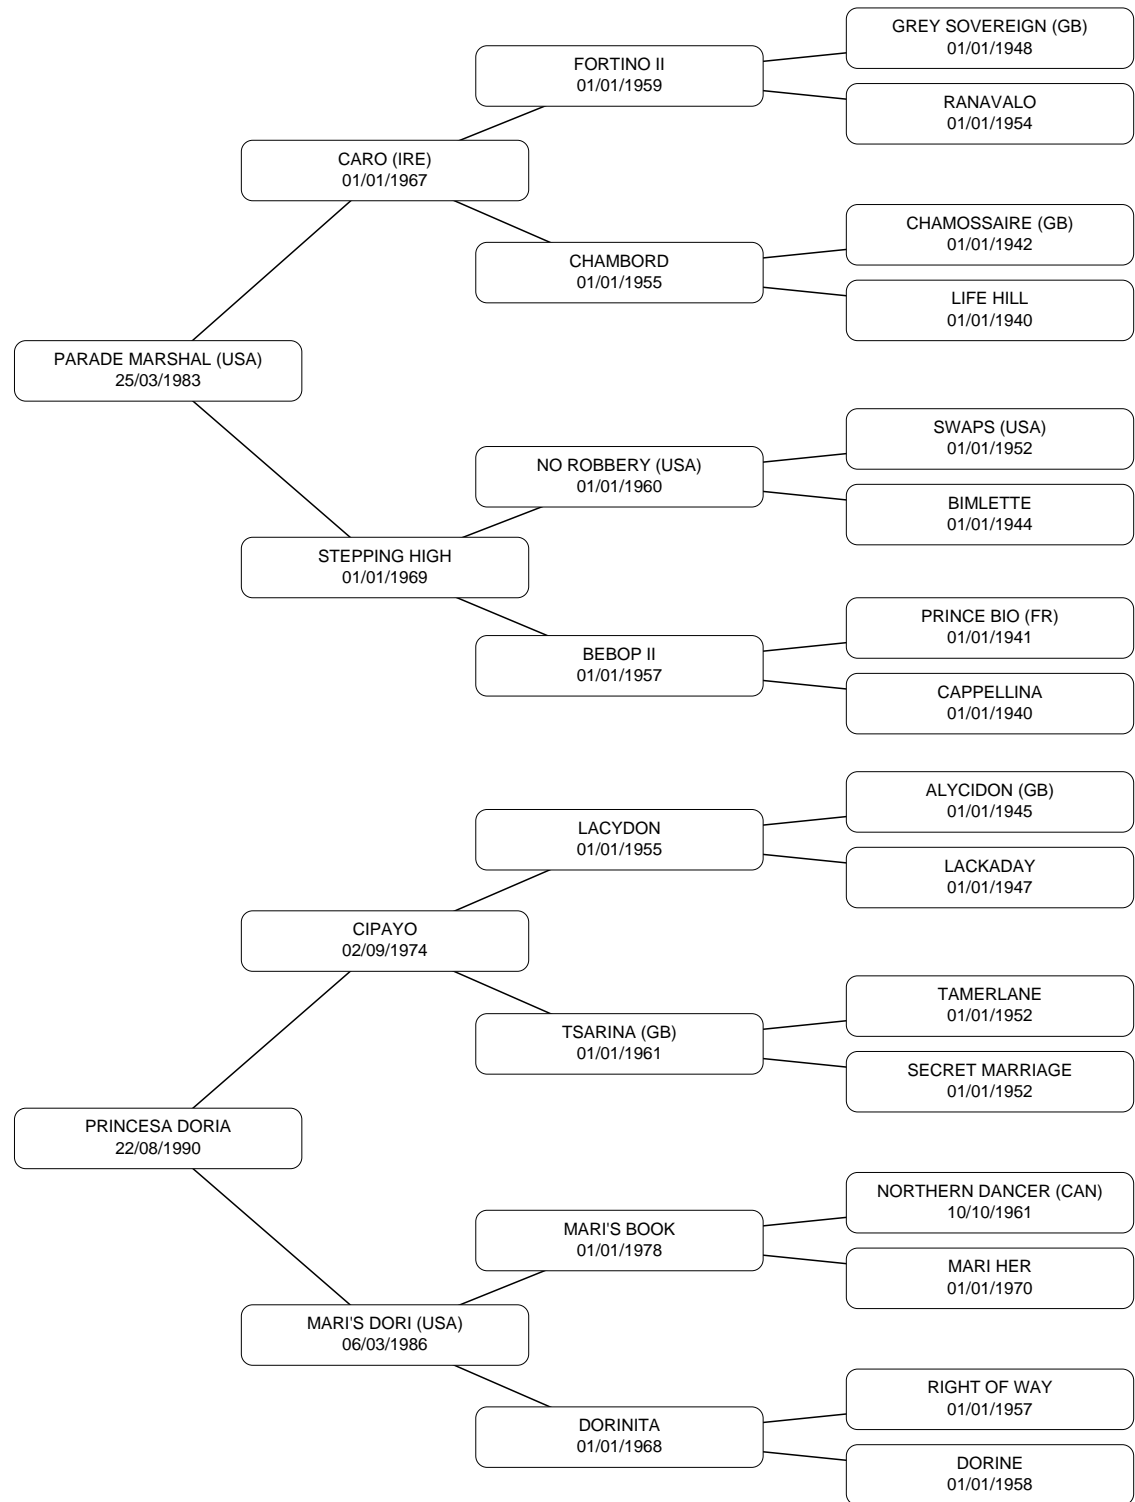 GREY SOVEREIGN (GB)
01/01/1948
FORTINO II
01/01/1959
RANAVALO
01/01/1954
CARO (IRE)
01/01/1967
CHAMOSSAIRE (GB)
01/01/1942
CHAMBORD
01/01/1955
LIFE HILL
01/01/1940
PARADE MARSHAL (USA)
25/03/1983
SWAPS (USA)
01/01/1952
NO ROBBERY (USA)
01/01/1960
BIMLETTE
01/01/1944
STEPPING HIGH
01/01/1969
PRINCE BIO (FR)
01/01/1941
BEBOP II
01/01/1957
CAPPELLINA
01/01/1940
ALYCIDON (GB)
01/01/1945
LACYDON
01/01/1955
LACKADAY
01/01/1947
CIPAYO
02/09/1974
TAMERLANE
01/01/1952
TSARINA (GB)
01/01/1961
SECRET MARRIAGE
01/01/1952
PRINCESA DORIA
22/08/1990
NORTHERN DANCER (CAN)
10/10/1961
MARI'S BOOK
01/01/1978
MARI HER
01/01/1970
MARI'S DORI (USA)
06/03/1986
RIGHT OF WAY
01/01/1957
DORINITA
01/01/1968
DORINE
01/01/1958